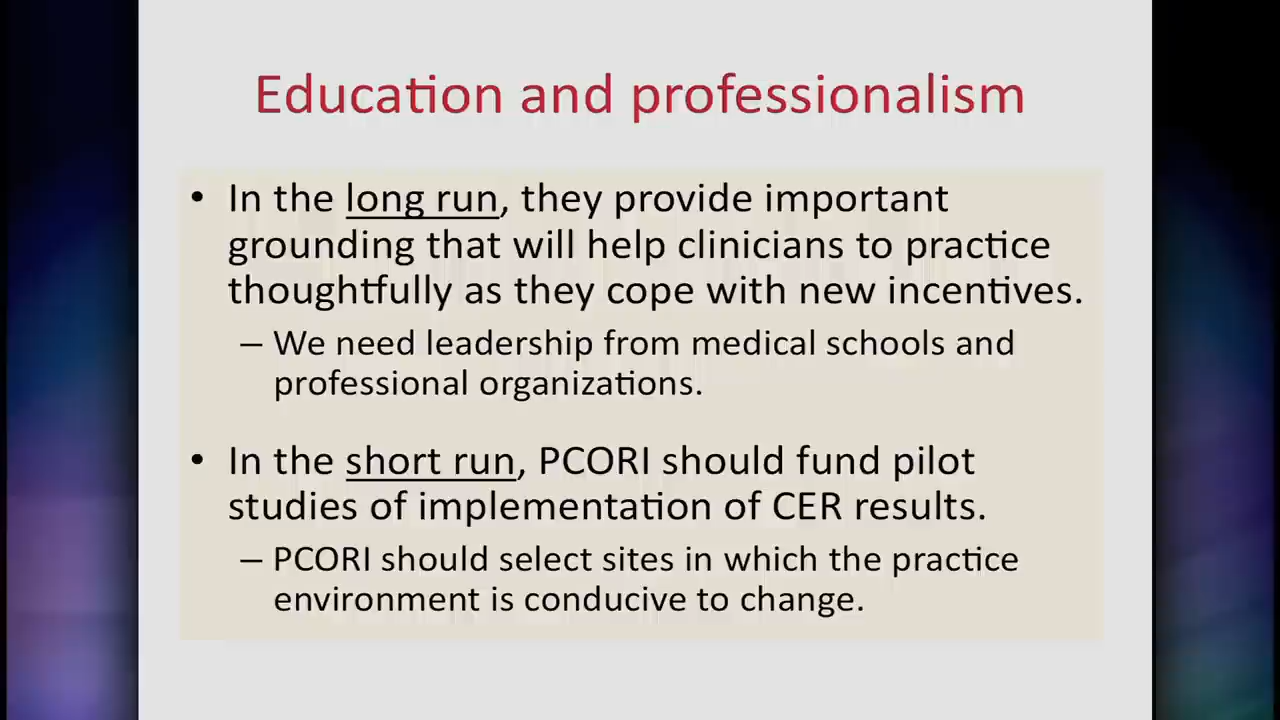 Education and professionalism
• In the long run, they provide important
grounding that will help clinicians to practice
thoughtfully as they cope with new incentives.
– We need leadership from medical schools and
professional organizations.
• In the short run, PCORI should fund pilot
studies of implementation of CER results.
– PCORI should select sites in which the practice
environment is conducive to change.